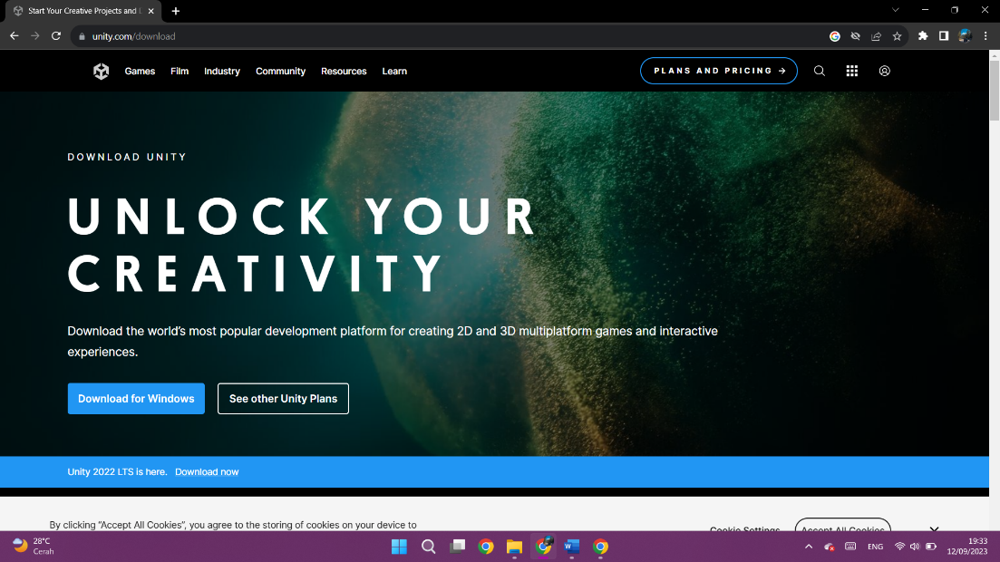 Start Your Creative Projects and
unity.com/download
Games Film Industry Community Resources Learn
PLANS AND PRICING →
DOWNLOAD UNITY
UNLOCK YOUR
CREATIVITY
Download the world's most popular development platform for creating 2D and 3D multiplatform games and interactive
experiences.
Download for Windows
See other Unity Plans
Unity 2022 LTS is here. Download now
By clicking "Accept All Cookies", you agree to the storing of cookies on your device to
Cookie Settings
Accept All Cookies
28°C
Cerah
W
ENG
19:33
12/09/2023